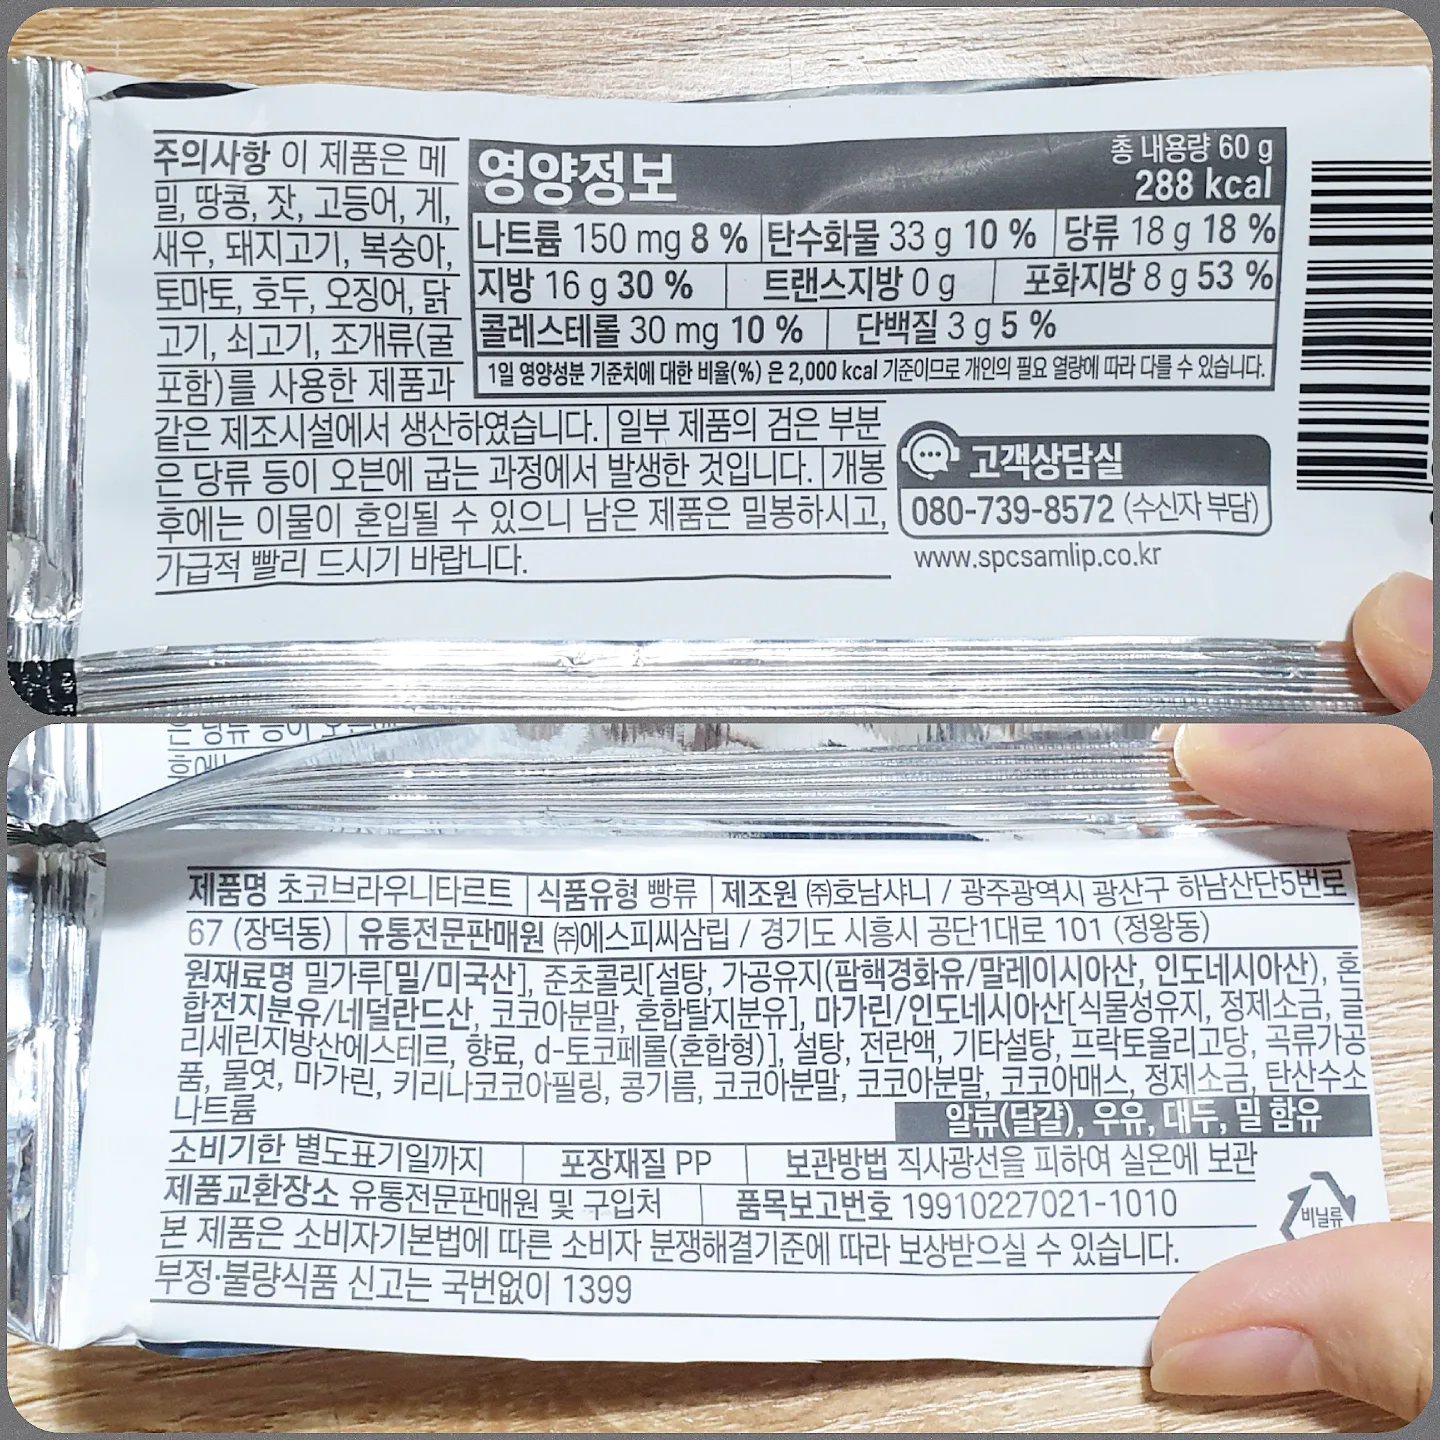 주의사항 이 제품은 메
밀, 땅콩, 잣, 고등어, 게,
새우, 돼지고기, 복숭아,
토마토, 호두, 오징어, 닭
고기, 쇠고기, 조개류(굴
포함)를 사용한 제품과
같은 제조시설에서 생산하였습니다. | 일부 제품의 검은 부분
은 당류 등이 오븐에 굽는 과정에서 발생한 것입니다. | 개봉
후에는 이물이 혼입될 수 있으니 남은 제품은 밀봉하시고,
가급적 빨리 드시기 바랍니다.
영양정보
총 내용량 60 g
288 kcal
나트륨 150 mg 8 % | 탄수화물 33 g 10 % | 당류 18 g 18 %
지방 16 g 30 % | 트랜스지방 0 g | 포화지방 8 g 53 %
콜레스테롤 30 mg 10 % | 단백질 3 g 5 %
1일 영양성분 기준치에 대한 비율(%) 은 2,000 kcal 기준이므로 개인의 필요 열량에 따라 다를 수 있습니다.
고객상담실
080-739-8572 (수신자 부담)
www.spcsamlip.co.kr
은 당류 등이
제품명 초코브라우니타르트 | 식품유형 빵류 | 제조원 ㈜호남샤니 / 광주광역시 광산구 하남산단5번로
67 (장덕동) | 유통전문판매원 ㈜에스피씨삼립 / 경기도 시흥시 공단1대로 101 (정왕동)
원재료명 밀가루[밀/미국산], 준초콜릿[설탕, 가공유지(팜핵경화유/말레이시아산, 인도네시아산), 혼
합전지분유/네덜란드산, 코코아분말, 혼합탈지분유], 마가린/인도네시아산[식물성유지, 정제소금, 글
리세린지방산에스테르, 향료, d-토코페롤(혼합형)], 설탕, 전란액, 기타설탕, 프락토올리고당, 곡류가공
품, 물엿, 마가린, 키리나코코아필링, 콩기름, 코코아분말, 코코아분말, 코코아매스, 정제소금, 탄산수소
나트륨
알류(달걀), 우유, 대두, 밀 함유
소비기한 별도표기일까지 | 포장재질 PP | 보관방법 직사광선을 피하여 실온에 보관
제품교환장소 유통전문판매원 및 구입처 | 품목보고번호 19910227021-1010
본 제품은 소비자기본법에 따른 소비자 분쟁해결기준에 따라 보상받으실 수 있습니다.
부정·불량식품 신고는 국번없이 1399
비닐류